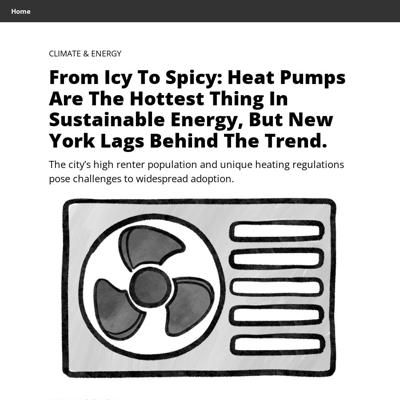 Home
CLIMATE & ENERGY
From Icy To Spicy: Heat Pumps
Are The Hottest Thing In
Sustainable Energy, But New
York Lags Behind The Trend.
The city’s high renter population and unique heating regulations
pose challenges to widespread adoption.